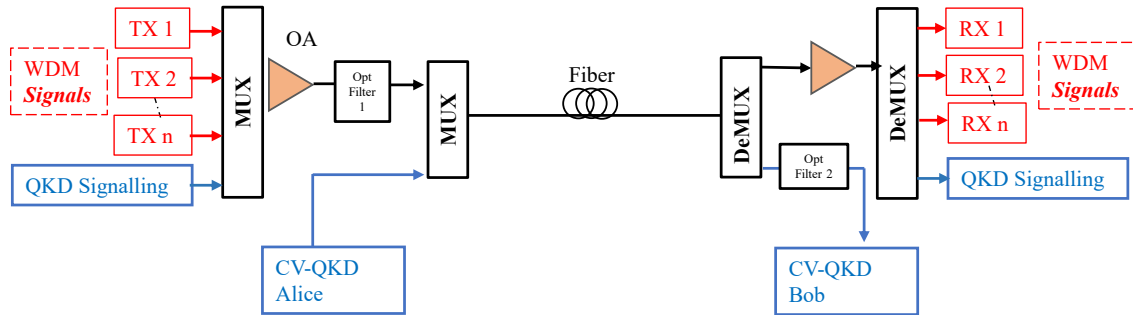 WDM
Signals
TX 1
TX 2
TX n
QKD Signalling
MUX
OA
Opt
Filter
1
MUX
CV-QKD
Alice
Fiber
DeMUX
Opt
Filter 2
CV-QKD
Bob
DeMUX
RX 1
RX 2
RX n
WDM
Signals
QKD Signalling